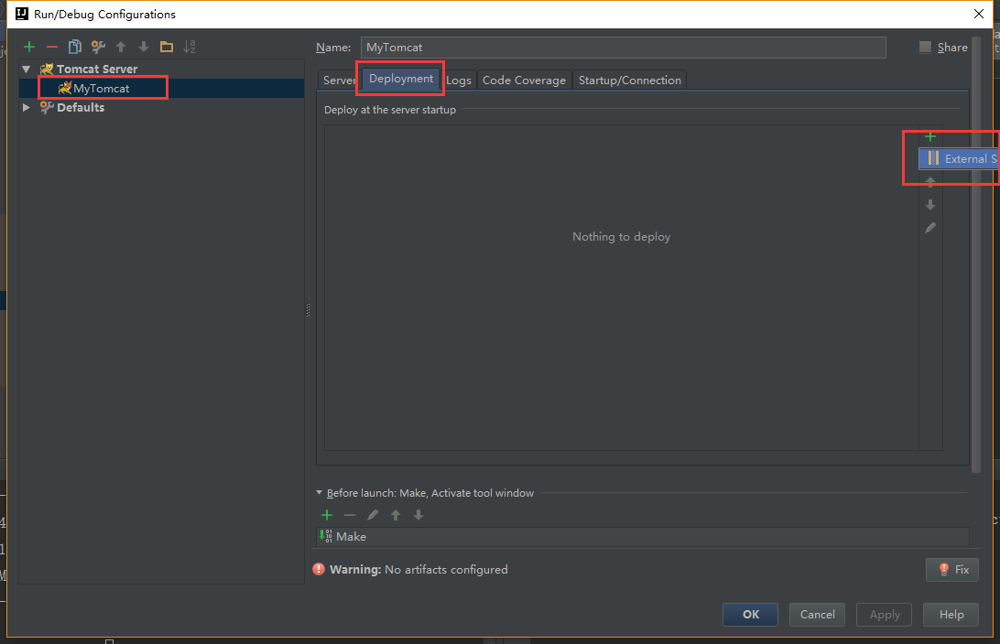 Run/Debug Configurations
Name: MyTomcat
Share
Tomcat Server
MyTomcat
Defaults
Server Deployment Logs Code Coverage Startup/Connection
Deploy at the server startup
External S
Nothing to deploy
Before launch: Make, Activate tool window
Make
Warning: No artifacts configured
Fix
OK Cancel Apply Help